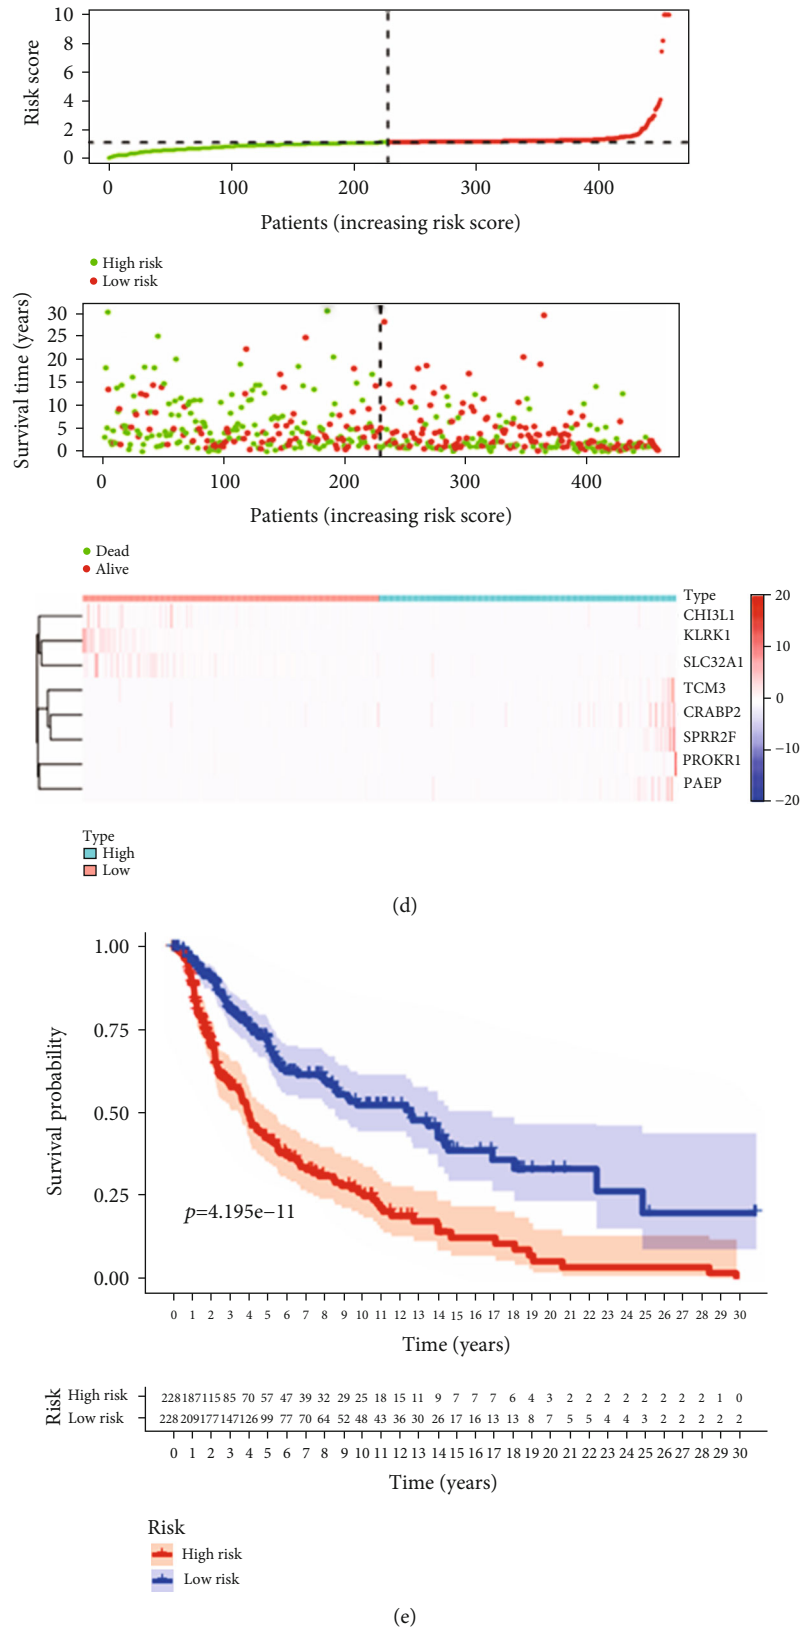 10
8
6
4
2
0
Risk score
0 100 200 300 400
Patients (increasing risk score)
High risk
Low risk
30
25
20
15
10
5
0
Survival time (years)
0 100 200 300 400
Patients (increasing risk score)
Dead
Alive
Type
CHI3L1
KLRK1
SLC32A1
TCM3
CRABP2
SPRR2F
PROKR1
PAEP
20
10
0
−10
−20
Type
High
Low
(d)
1.00
0.75
0.50
0.25
0.00
Survival probability
p=4.195e−11
0 1 2 3 4 5 6 7 8 9 10 11 12 13 14 15 16 17 18 19 20 21 22 23 24 25 26 27 28 29 30
Time (years)
Risk
High risk 228 187 115 85 70 57 47 39 32 29 25 18 15 11 9 7 7 7 6 4 3 2 2 2 2 2 2 2 2 1 0
Low risk 228 209 177 147 126 99 77 70 64 52 48 43 36 30 26 17 16 13 13 8 7 5 5 4 4 3 2 2 2 2 2
0 1 2 3 4 5 6 7 8 9 10 11 12 13 14 15 16 17 18 19 20 21 22 23 24 25 26 27 28 29 30
Time (years)
Risk
High risk
Low risk
(e)